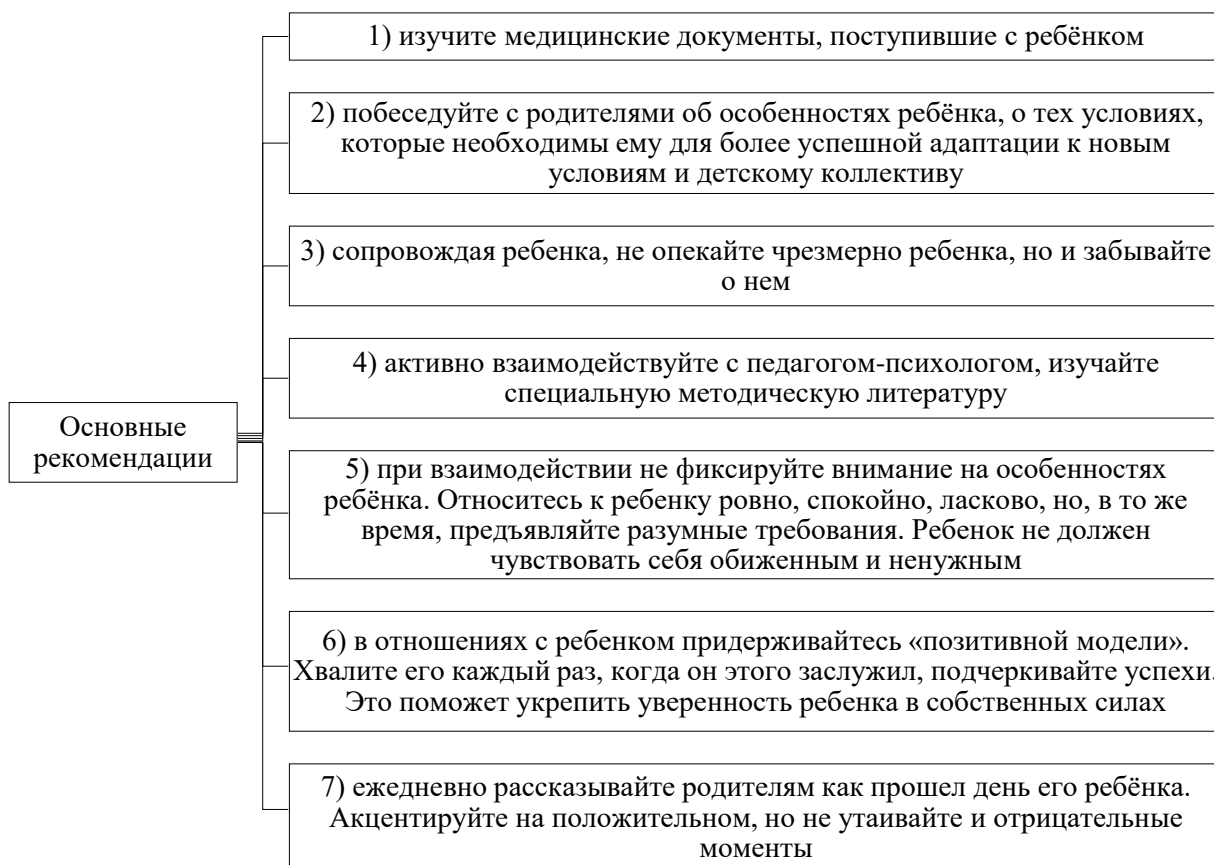 1) изучите медицинские документы, поступившие с ребёнком
2) побеседуйте с родителями об особенностях ребёнка, о тех условиях,
которые необходимы ему для более успешной адаптации к новым
условиям и детскому коллективу
3) сопровождая ребенка, не опекайте чрезмерно ребенка, но и забывайте
о нем
4) активно взаимодействуйте с педагогом-психологом, изучайте
специальную методическую литературу
Основные
рекомендации
5) при взаимодействии не фиксируйте внимание на особенностях
ребёнка. Относитесь к ребенку ровно, спокойно, ласково, но, в то же
время, предъявляйте разумные требования. Ребенок не должен
чувствовать себя обиженным и ненужным
6) в отношениях с ребенком придерживайтесь «позитивной модели».
Хвалите его каждый раз, когда он этого заслужил, подчеркивайте успехи.
Это поможет укрепить уверенность ребенка в собственных силах
7) ежедневно рассказывайте родителям как прошел день его ребёнка.
Акцентируйте на положительном, но не утаивайте и отрицательные
моменты